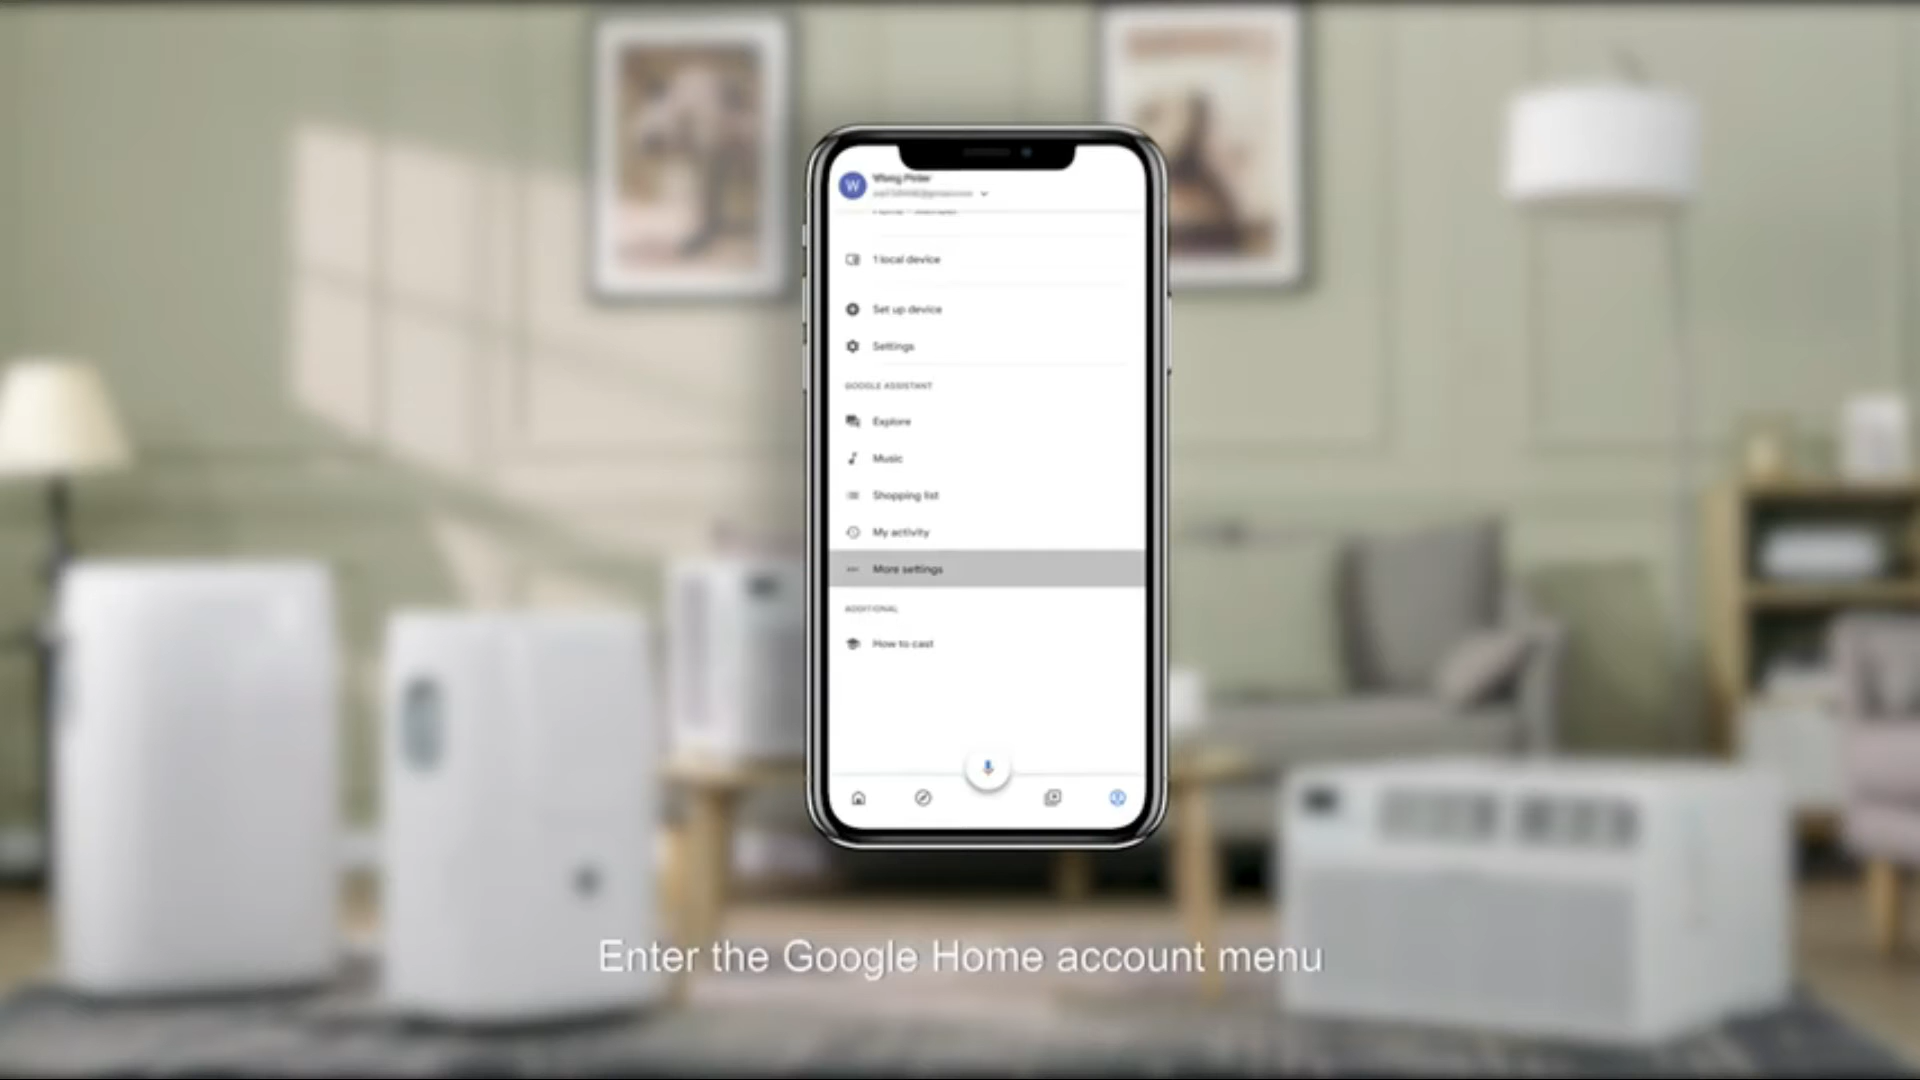 W
1 local device
Set up device
Settings
GOOGLE ASSISTANT
Explore
Music
Shopping list
My activity
More settings
ADDITIONAL
How to cast
Enter the Google Home account menu